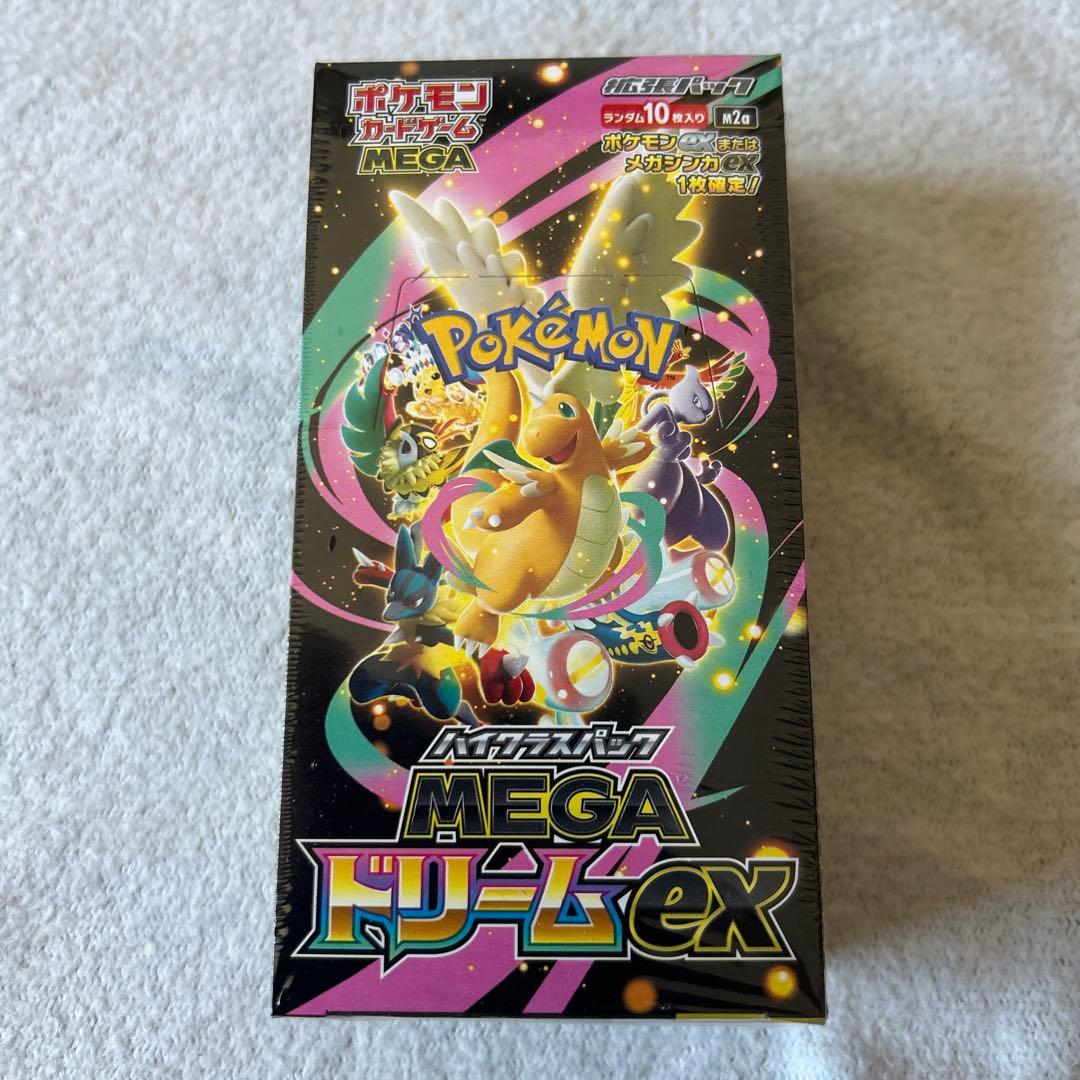 ポケモン
カードゲーム™
MEGA
拡張パック
ランダム10枚入り M2a
ポケモンexまたは
メガシンカex
1枚確定!
POKÉMON™
ハイクラスパック
MEGA
ドリームex